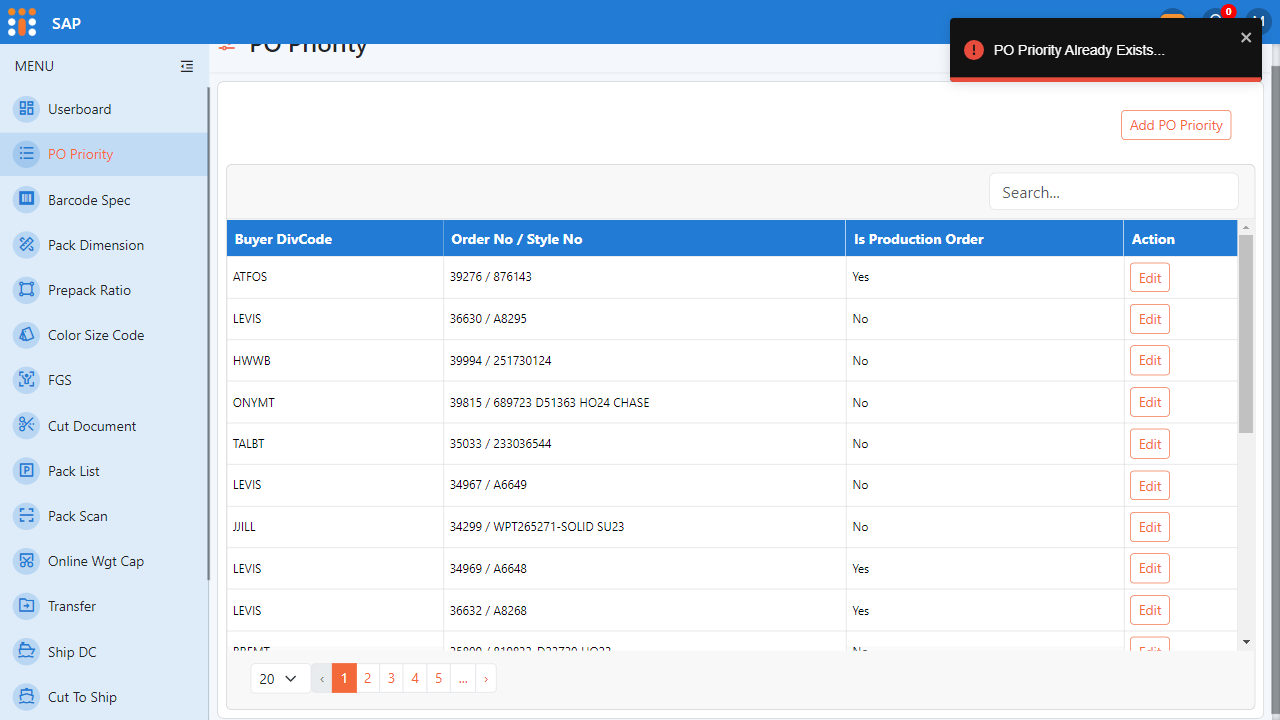 SAP
0
PO Priority
PO Priority Already Exists...
MENU
Userboard
PO Priority
Barcode Spec
Pack Dimension
Prepack Ratio
Color Size Code
FGS
Cut Document
Pack List
Pack Scan
Online Wgt Cap
Transfer
Ship DC
Cut To Ship
Add PO Priority
Search...
Buyer DivCode Order No / Style No Is Production Order Action
ATFOS 39276 / 876143 Yes Edit
LEVIS 36630 / A8295 No Edit
HWWB 39994 / 251730124 No Edit
ONYMT 39815 / 689723 D51363 HO24 CHASE No Edit
TALBT 35033 / 233036544 No Edit
LEVIS 34967 / A6649 No Edit
JJILL 34299 / WPT265271-SOLID SU23 No Edit
LEVIS 34969 / A6648 Yes Edit
LEVIS 36632 / A8268 Yes Edit
No Edit
20 ‹ 1 2 3 4 5 ... ›